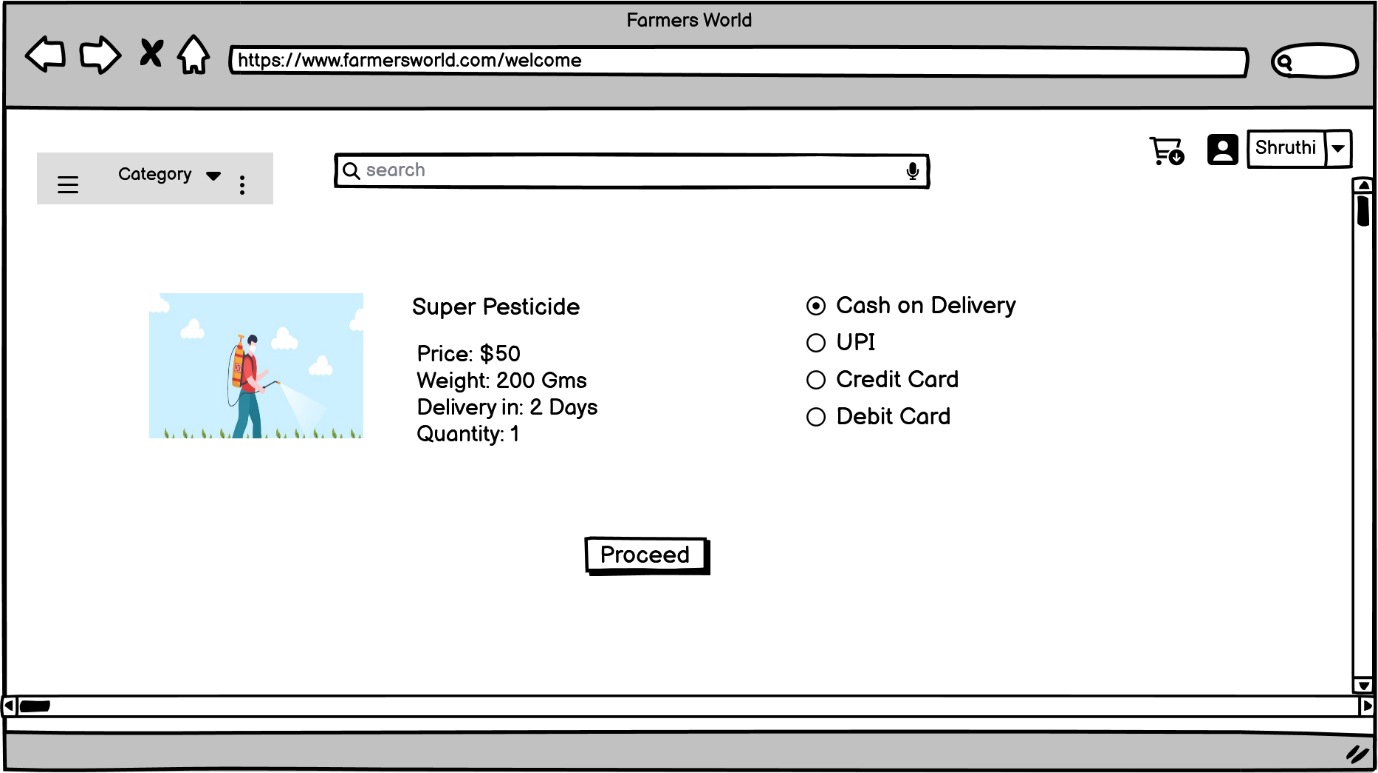 Farmers World
https://www.farmersworld.com/welcome
Category
search
Shruthi
Super Pesticide
Price: $50
Weight: 200 Gms
Delivery in: 2 Days
Quantity: 1
Cash on Delivery
UPI
Credit Card
Debit Card
Proceed